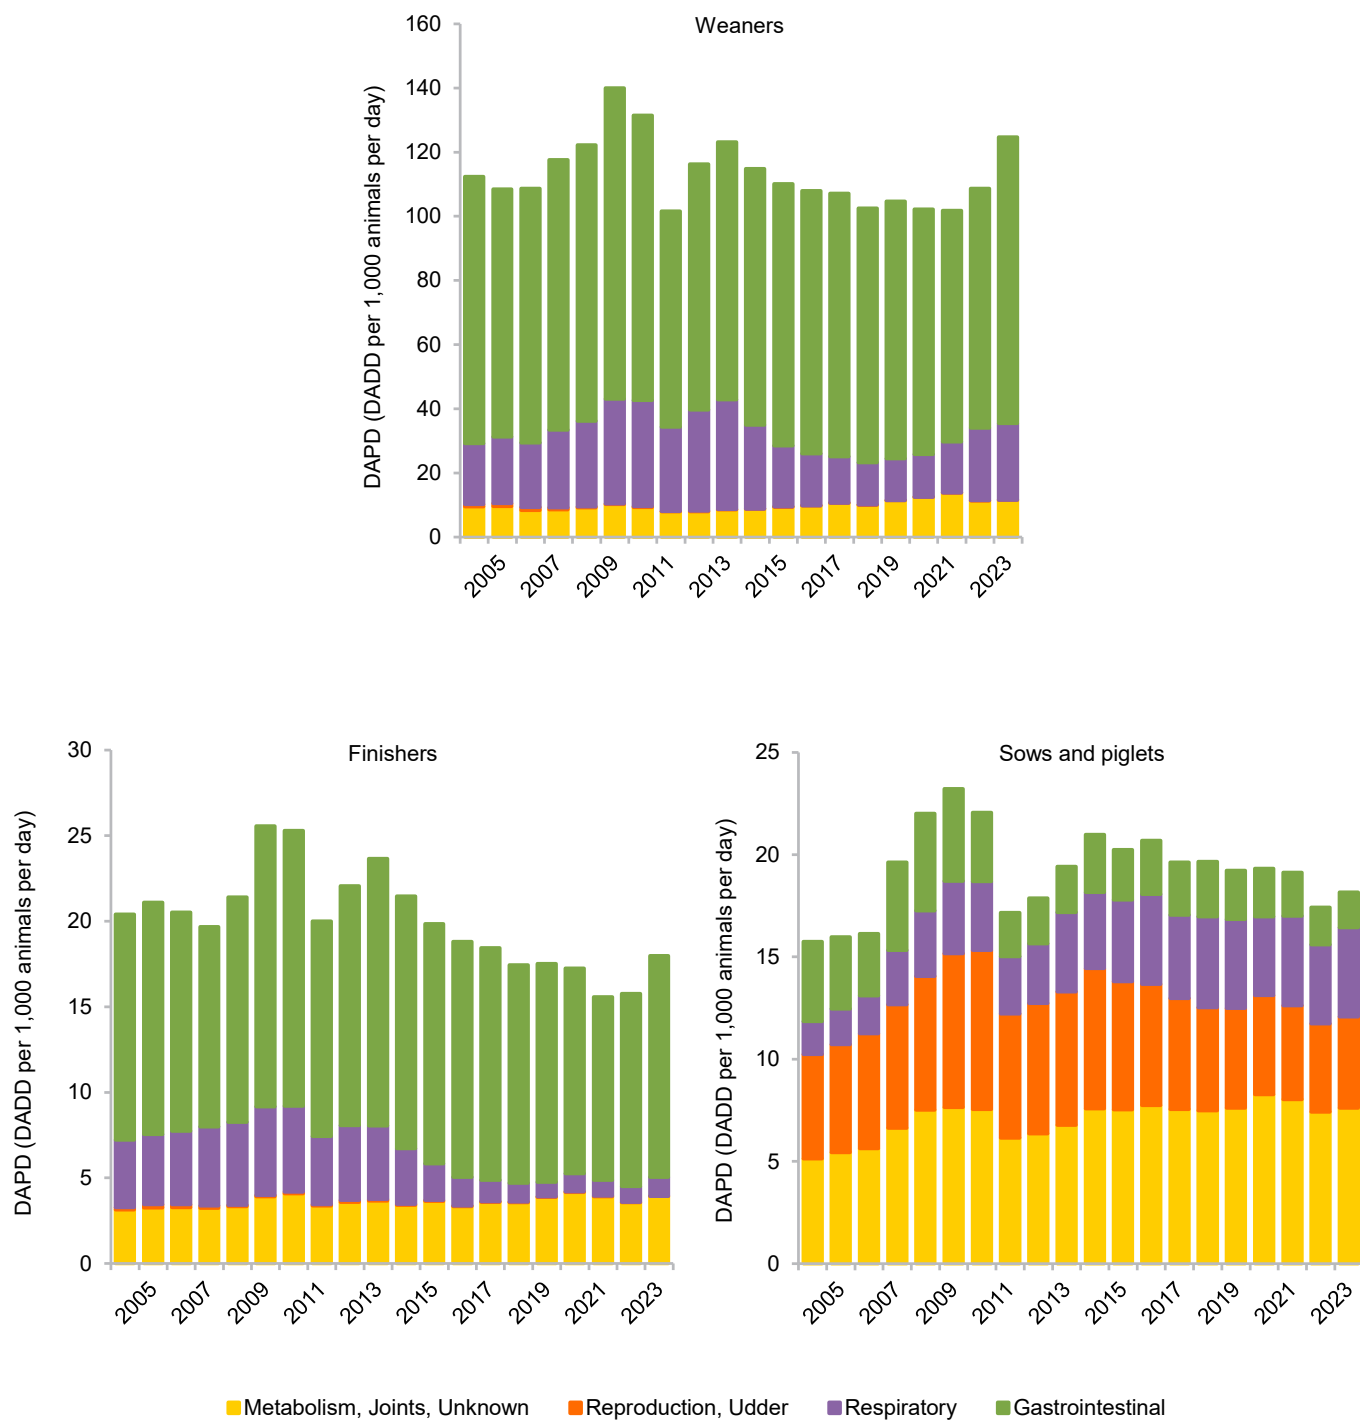 Weaners
DAPD (DADD per 1,000 animals per day)
160
140
120
100
80
60
40
20
0
2005 2007 2009 2011 2013 2015 2017 2019 2021 2023
Finishers
DAPD (DADD per 1,000 animals per day)
30
25
20
15
10
5
0
2005 2007 2009 2011 2013 2015 2017 2019 2021 2023
Sows and piglets
DAPD (DADD per 1,000 animals per day)
25
20
15
10
5
0
2005 2007 2009 2011 2013 2015 2017 2019 2021 2023
Metabolism, Joints, Unknown Reproduction, Udder Respiratory Gastrointestinal